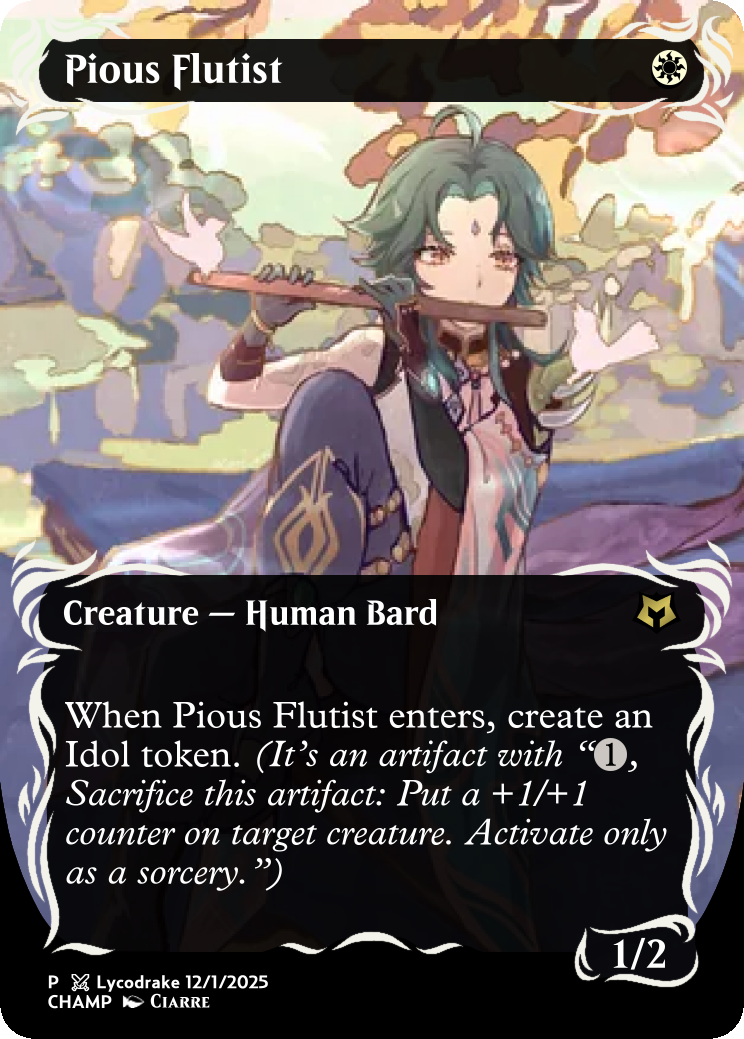 Pious Flutist
Creature — Human Bard
When Pious Flutist enters, create an
Idol token. (It's an artifact with “1,
Sacrifice this artifact: Put a +1/+1
counter on target creature. Activate only
as a sorcery.”)
1/2
P Lycodrake 12/1/2025
CHAMP Ciarre